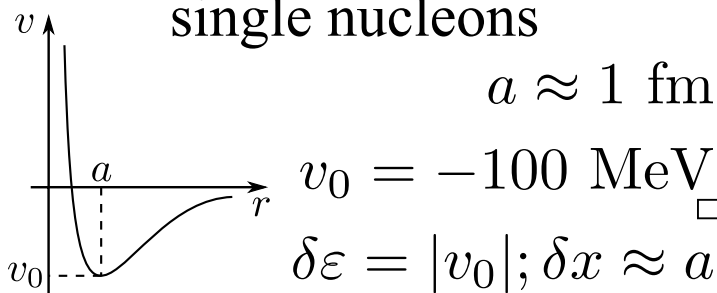 single nucleons
v
a ≈ 1 fm
a
v₀ = −100 MeV
r
v₀
δε = |v₀|; δx ≈ a